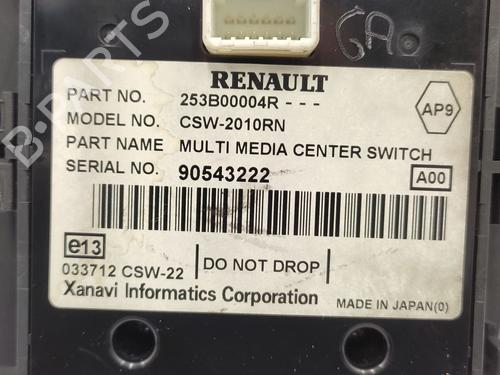 GA
RENAULT
PART NO. 253B00004R - - -
AP9
MODEL NO. CSW-2010RN
PART NAME MULTI MEDIA CENTER SWITCH
SERIAL NO. 90543222
A00
e13
033712 CSW-22
DO NOT DROP
Xanavi Informatics Corporation
MADE IN JAPAN(0)
B-PARTS